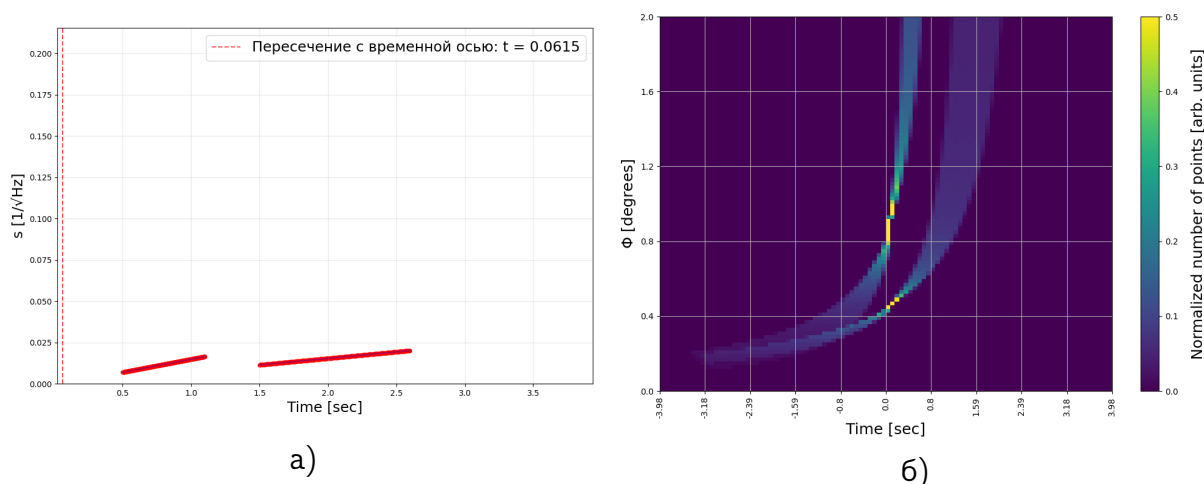 Пересечение с временной осью: t = 0.0615
s [1/√Hz]
0.200
0.175
0.150
0.125
0.100
0.075
0.050
0.025
0.000
0.5 1.0 1.5 2.0 2.5 3.0 3.5
Time [sec]
а)
Φ [degrees]
2.0
1.6
1.2
0.8
0.4
0.0
-3.98 -3.18 -2.39 -1.59 -0.8 0.0 0.8 1.59 2.39 3.18 3.98
Time [sec]
0.5
0.4
0.3
0.2
0.1
0.0
Normalized number of points [arb. units]
б)